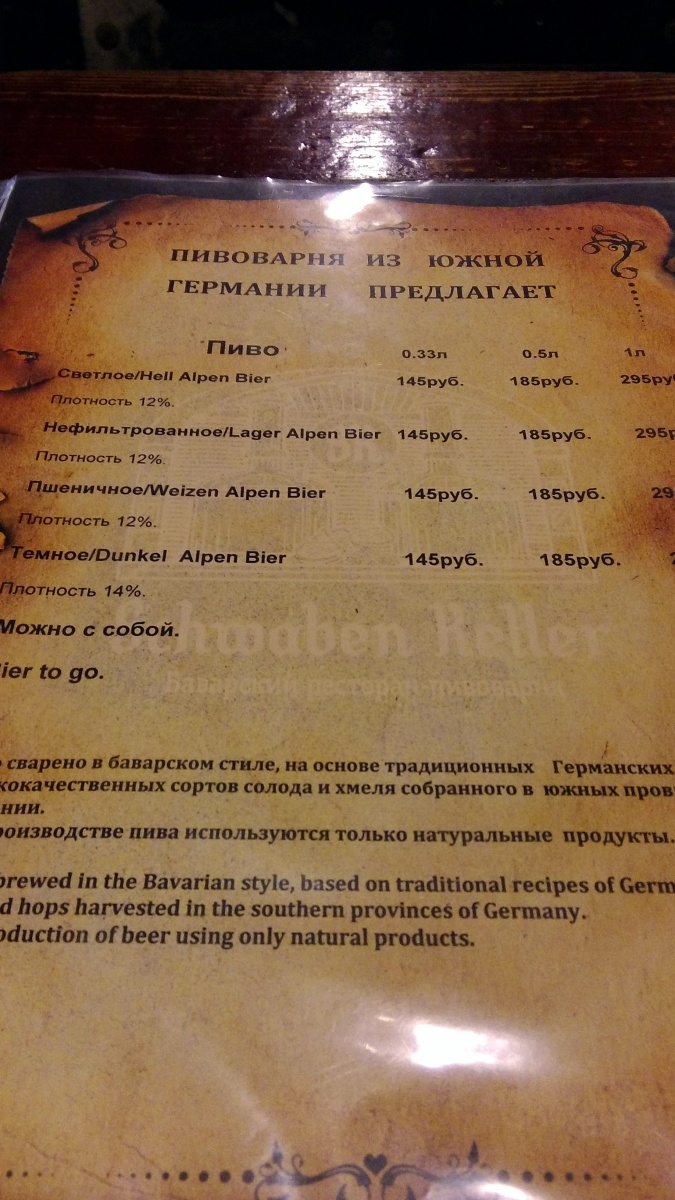 ПИВОВАРНЯ ИЗ ЮЖНОЙ
ГЕРМАНИИ ПРЕДЛАГАЕТ
Пиво 0.33л 0.5л 1л
Светлое/Hell Alpen Bier 145руб. 185руб. 295ру
Плотность 12%.
Нефильтрованное/Lager Alpen Bier 145руб. 185руб. 295р
Плотность 12%.
Пшеничное/Weizen Alpen Bier 145руб. 185руб. 29
Плотность 12%.
Темное/Dunkel Alpen Bier 145руб. 185руб.
Плотность 14%.
Можно с собой.
Schwaben Keller
Баварский ресторан-пивоварня
ier to go.
сварено в баварском стиле, на основе традиционных Германских
кокачественных сортов солода и хмеля собранного в южных пров
нии.
роизводстве пива используются только натуральные продукты.
brewed in the Bavarian style, based on traditional recipes of Germ
d hops harvested in the southern provinces of Germany.
oduction of beer using only natural products.